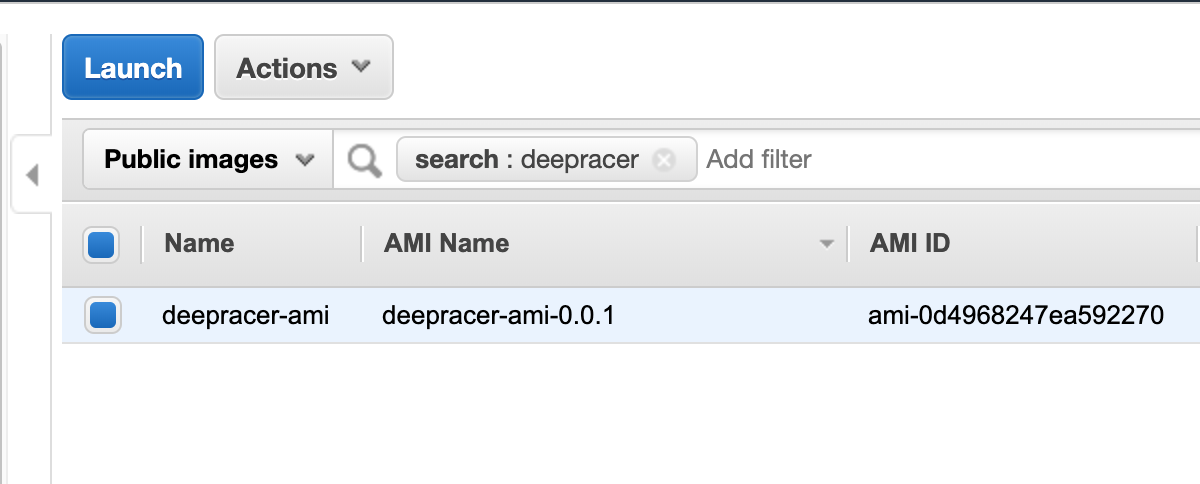 Launch Actions
Public images search : deepracer Add filter
Name AMI Name AMI ID
deepracer-ami deepracer-ami-0.0.1 ami-0d4968247ea592270